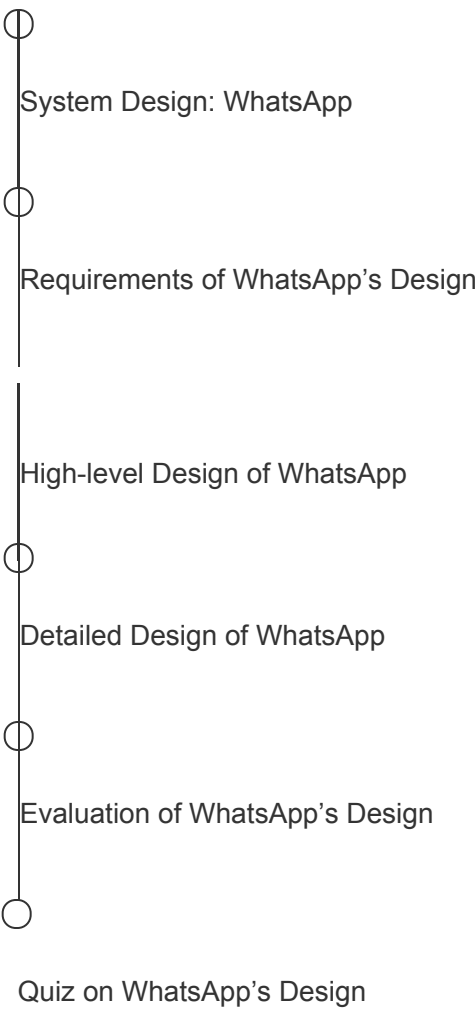 System Design: WhatsApp
Requirements of WhatsApp’s Design
High-level Design of WhatsApp
Detailed Design of WhatsApp
Evaluation of WhatsApp’s Design
Quiz on WhatsApp’s Design